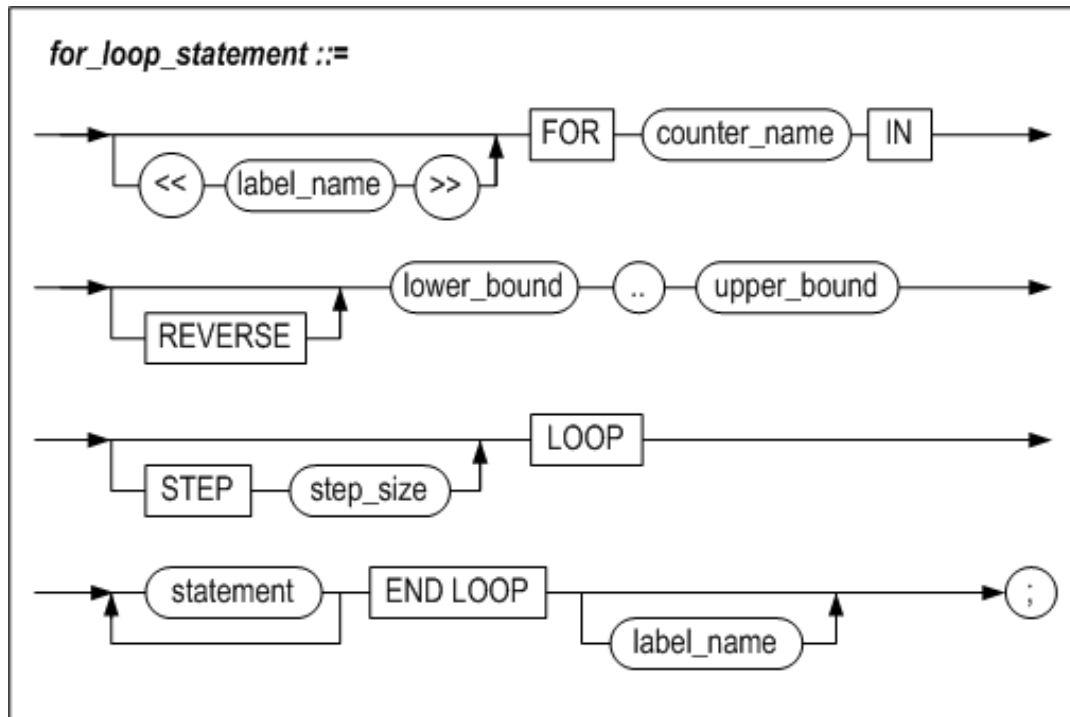 for_loop_statement ::=
FOR counter_name IN
<< label_name >>
lower_bound .. upper_bound
REVERSE
LOOP
STEP step_size
statement END LOOP ;
label_name